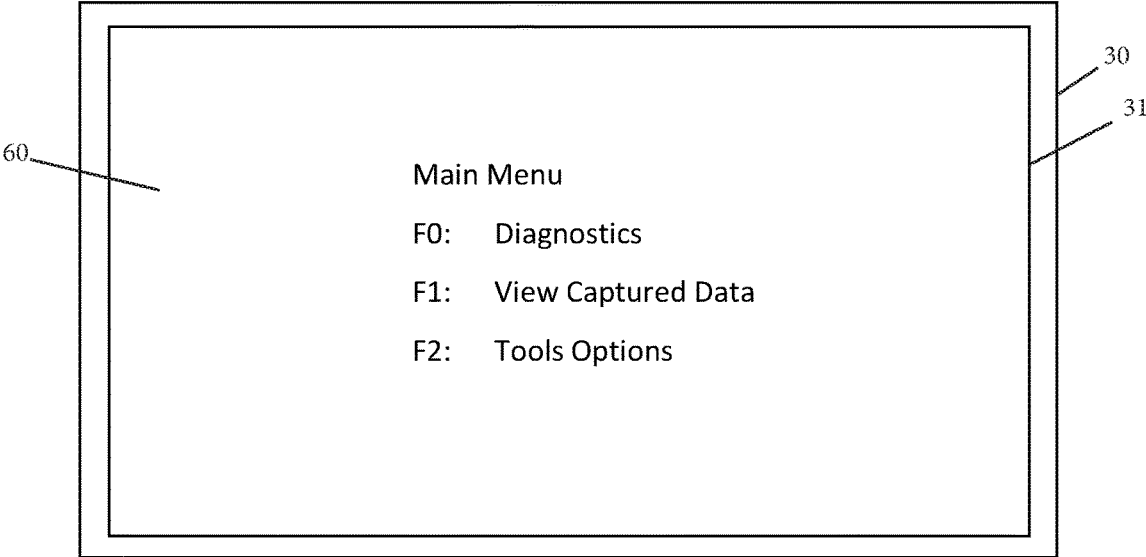 30
31
60
Main Menu
F0: Diagnostics
F1: View Captured Data
F2: Tools Options